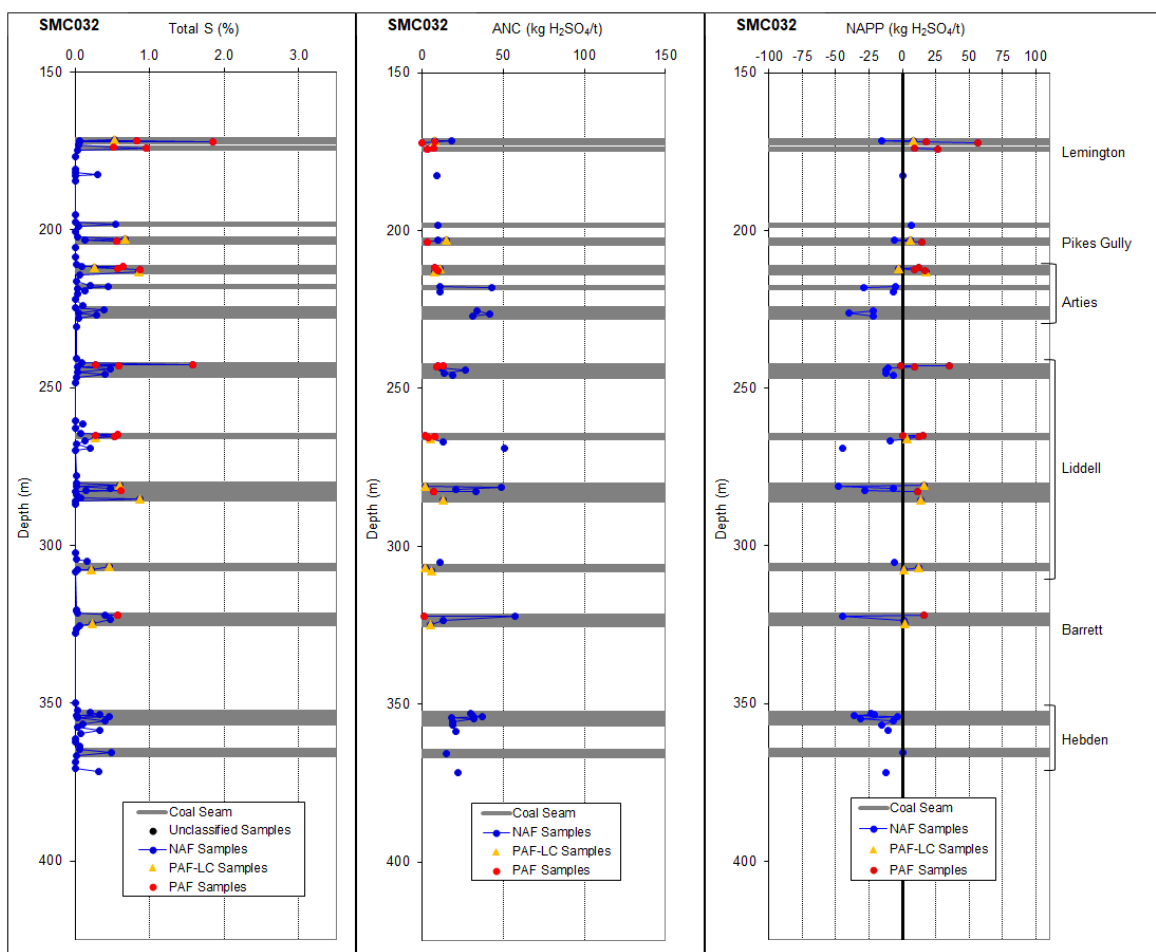 SMC032
Total S (%)
0.0 1.0 2.0 3.0
150
200
250
300
350
400
Depth (m)
Coal Seam
Unclassified Samples
NAF Samples
PAF-LC Samples
PAF Samples
SMC032
ANC (kg H₂SO₄/t)
0 50 100 150
150
200
250
300
350
400
Depth (m)
Coal Seam
NAF Samples
PAF-LC Samples
PAF Samples
SMC032
NAPP (kg H₂SO₄/t)
-100 -75 -50 -25 0 25 50 75 100
150
200
250
300
350
400
Depth (m)
Coal Seam
NAF Samples
PAF-LC Samples
PAF Samples
Lemington
Pikes Gully
Arties
Liddell
Barrett
Hebden